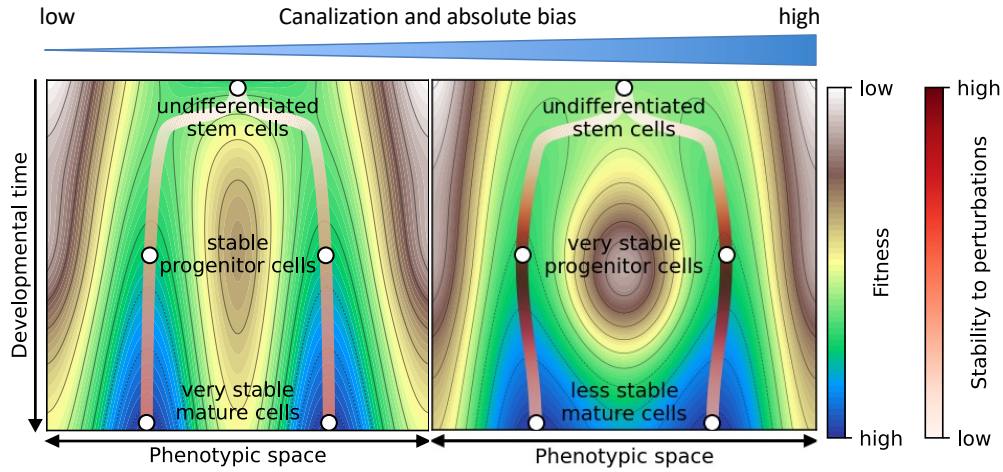 low
Canalization and absolute bias
high
Developmental time
undifferentiated
stem cells
stable
progenitor cells
very stable
mature cells
Phenotypic space
undifferentiated
stem cells
very stable
progenitor cells
less stable
mature cells
Phenotypic space
low
Fitness
high
high
Stability to perturbations
low